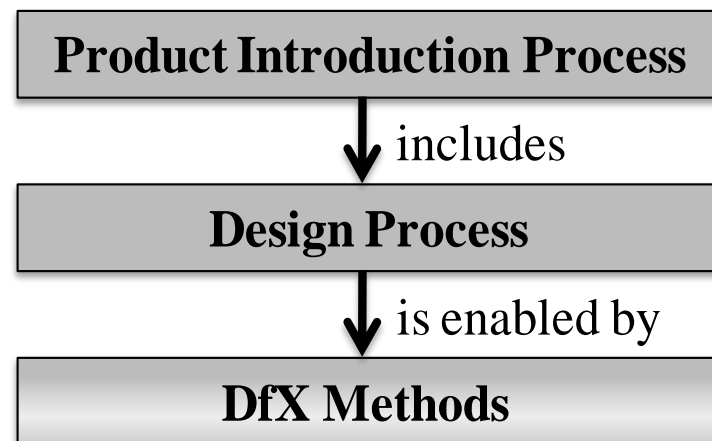 Product Introduction Process
includes
Design Process
is enabled by
DfX Methods